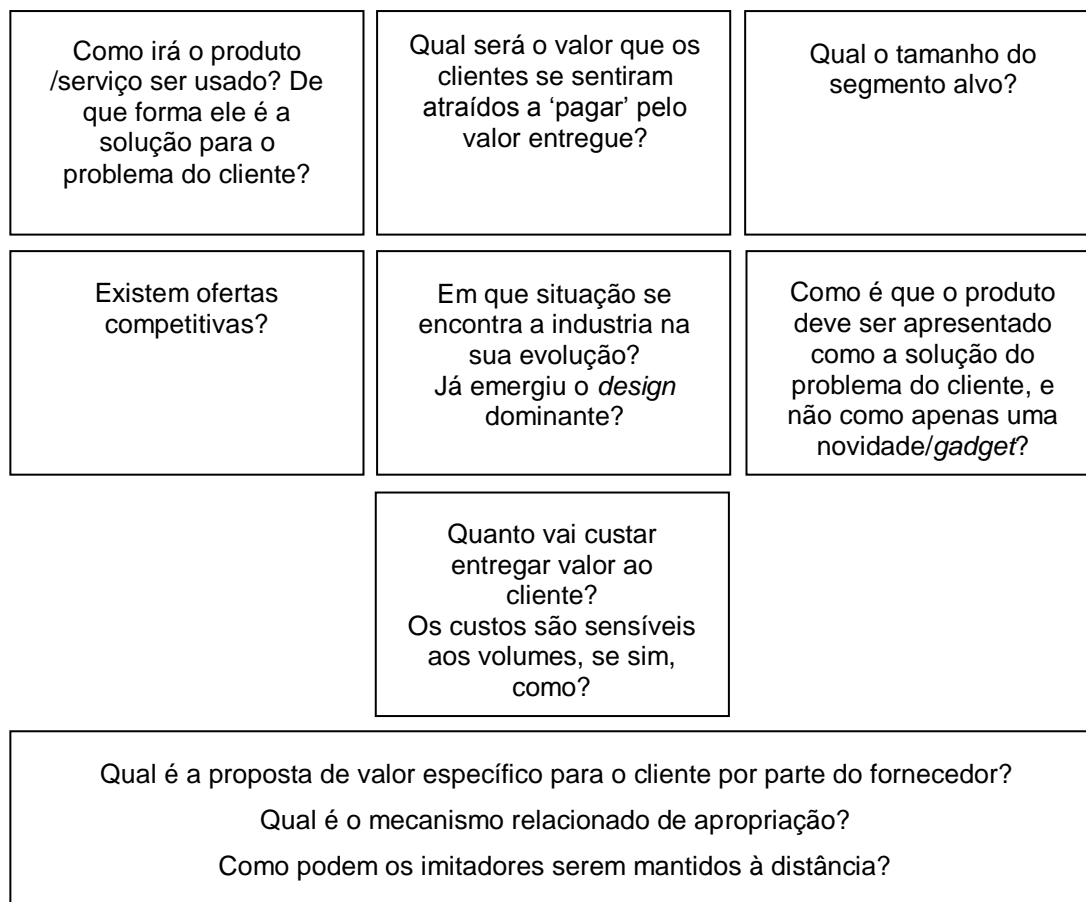 Como irá o produto
/serviço ser usado? De
que forma ele é a
solução para o
problema do cliente?
Qual será o valor que os
clientes se sentiram
atraídos a ‘pagar’ pelo
valor entregue?
Qual o tamanho do
segmento alvo?
Existem ofertas
competitivas?
Em que situação se
encontra a industria na
sua evolução?
Já emergiu o design
dominante?
Como é que o produto
deve ser apresentado
como a solução do
problema do cliente, e
não como apenas uma
novidade/gadget?
Quanto vai custar
entregar valor ao
cliente?
Os custos são sensíveis
aos volumes, se sim,
como?
Qual é a proposta de valor específico para o cliente por parte do fornecedor?
Qual é o mecanismo relacionado de apropriação?
Como podem os imitadores serem mantidos à distância?